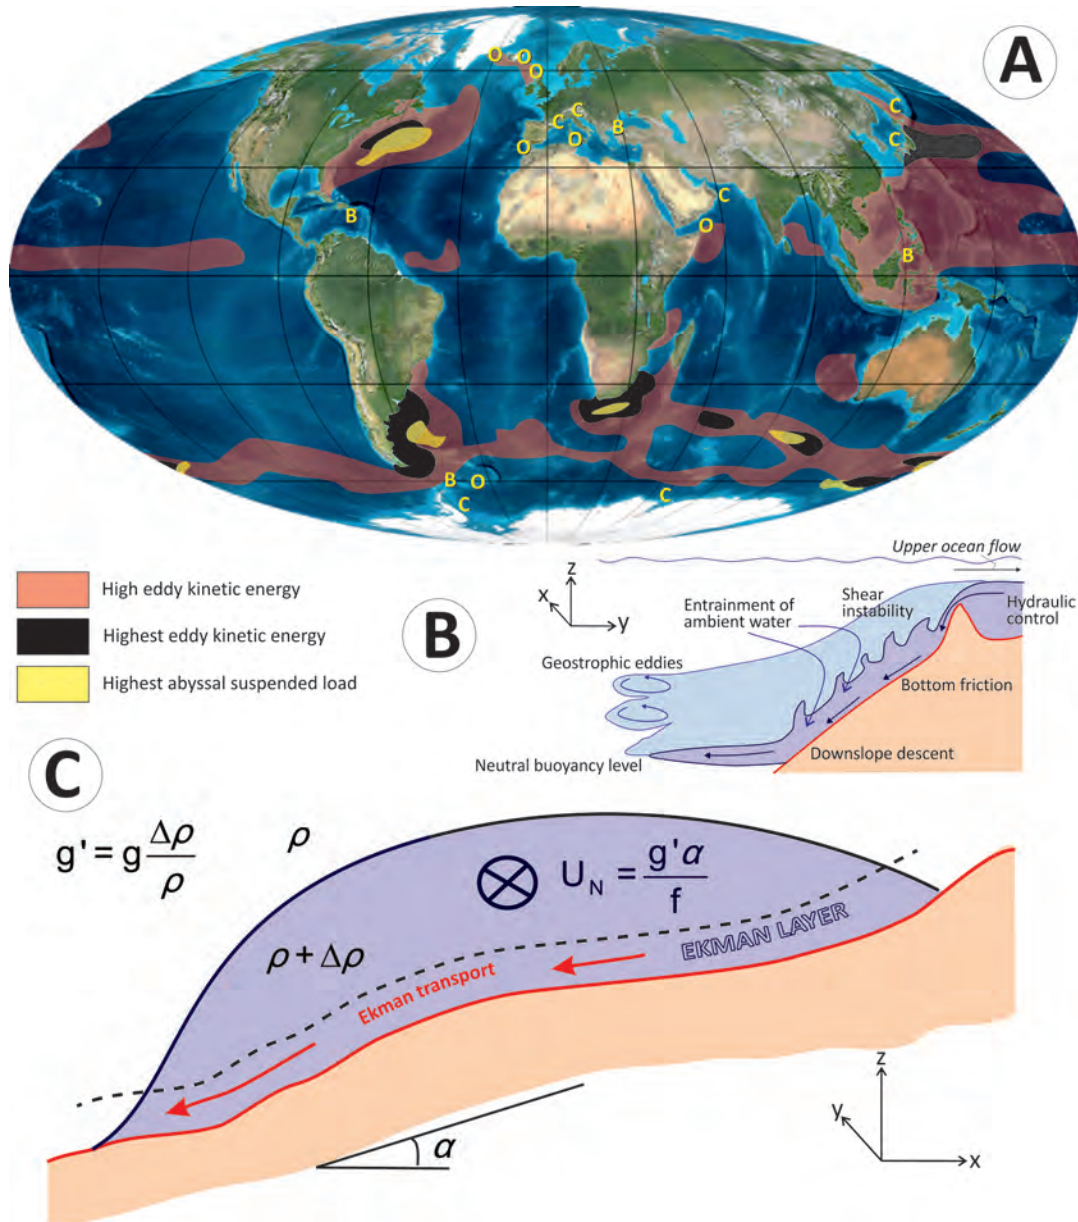 A
O
O
O
C
C
B
O
O
C
C
C
O
B
B
B
O
C
C
High eddy kinetic energy
Highest eddy kinetic energy
Highest abyssal suspended load
B
z
x
y
Upper ocean flow
Shear
instability
Entrainment of
ambient water
Hydraulic
control
Geostrophic eddies
Bottom friction
Neutral buoyancy level
Downslope descent
C
g' = g Δρ/ρ
ρ
U_N = g'α/f
ρ + Δρ
EKMAN LAYER
Ekman transport
α
z
y
x